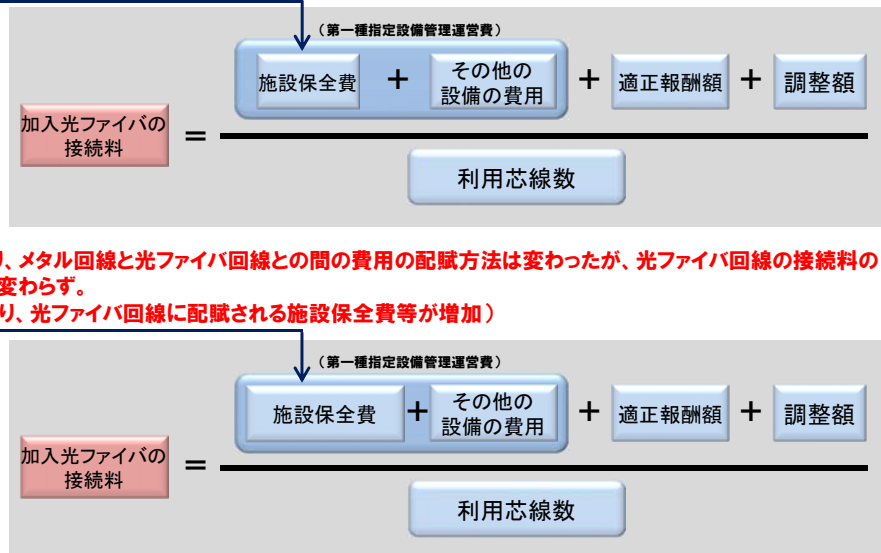 （第一種指定設備管理運営費）
施設保全費 ＋ その他の
設備の費用 ＋ 適正報酬額 ＋ 調整額
加入光ファイバの
接続料 ＝
利用芯線数
り、メタル回線と光ファイバ回線との間の費用の配賦方法は変わったが、光ファイバ回線の接続料の
変わらず。
り、光ファイバ回線に配賦される施設保全費等が増加）
（第一種指定設備管理運営費）
施設保全費 ＋ その他の
設備の費用 ＋ 適正報酬額 ＋ 調整額
加入光ファイバの
接続料 ＝
利用芯線数